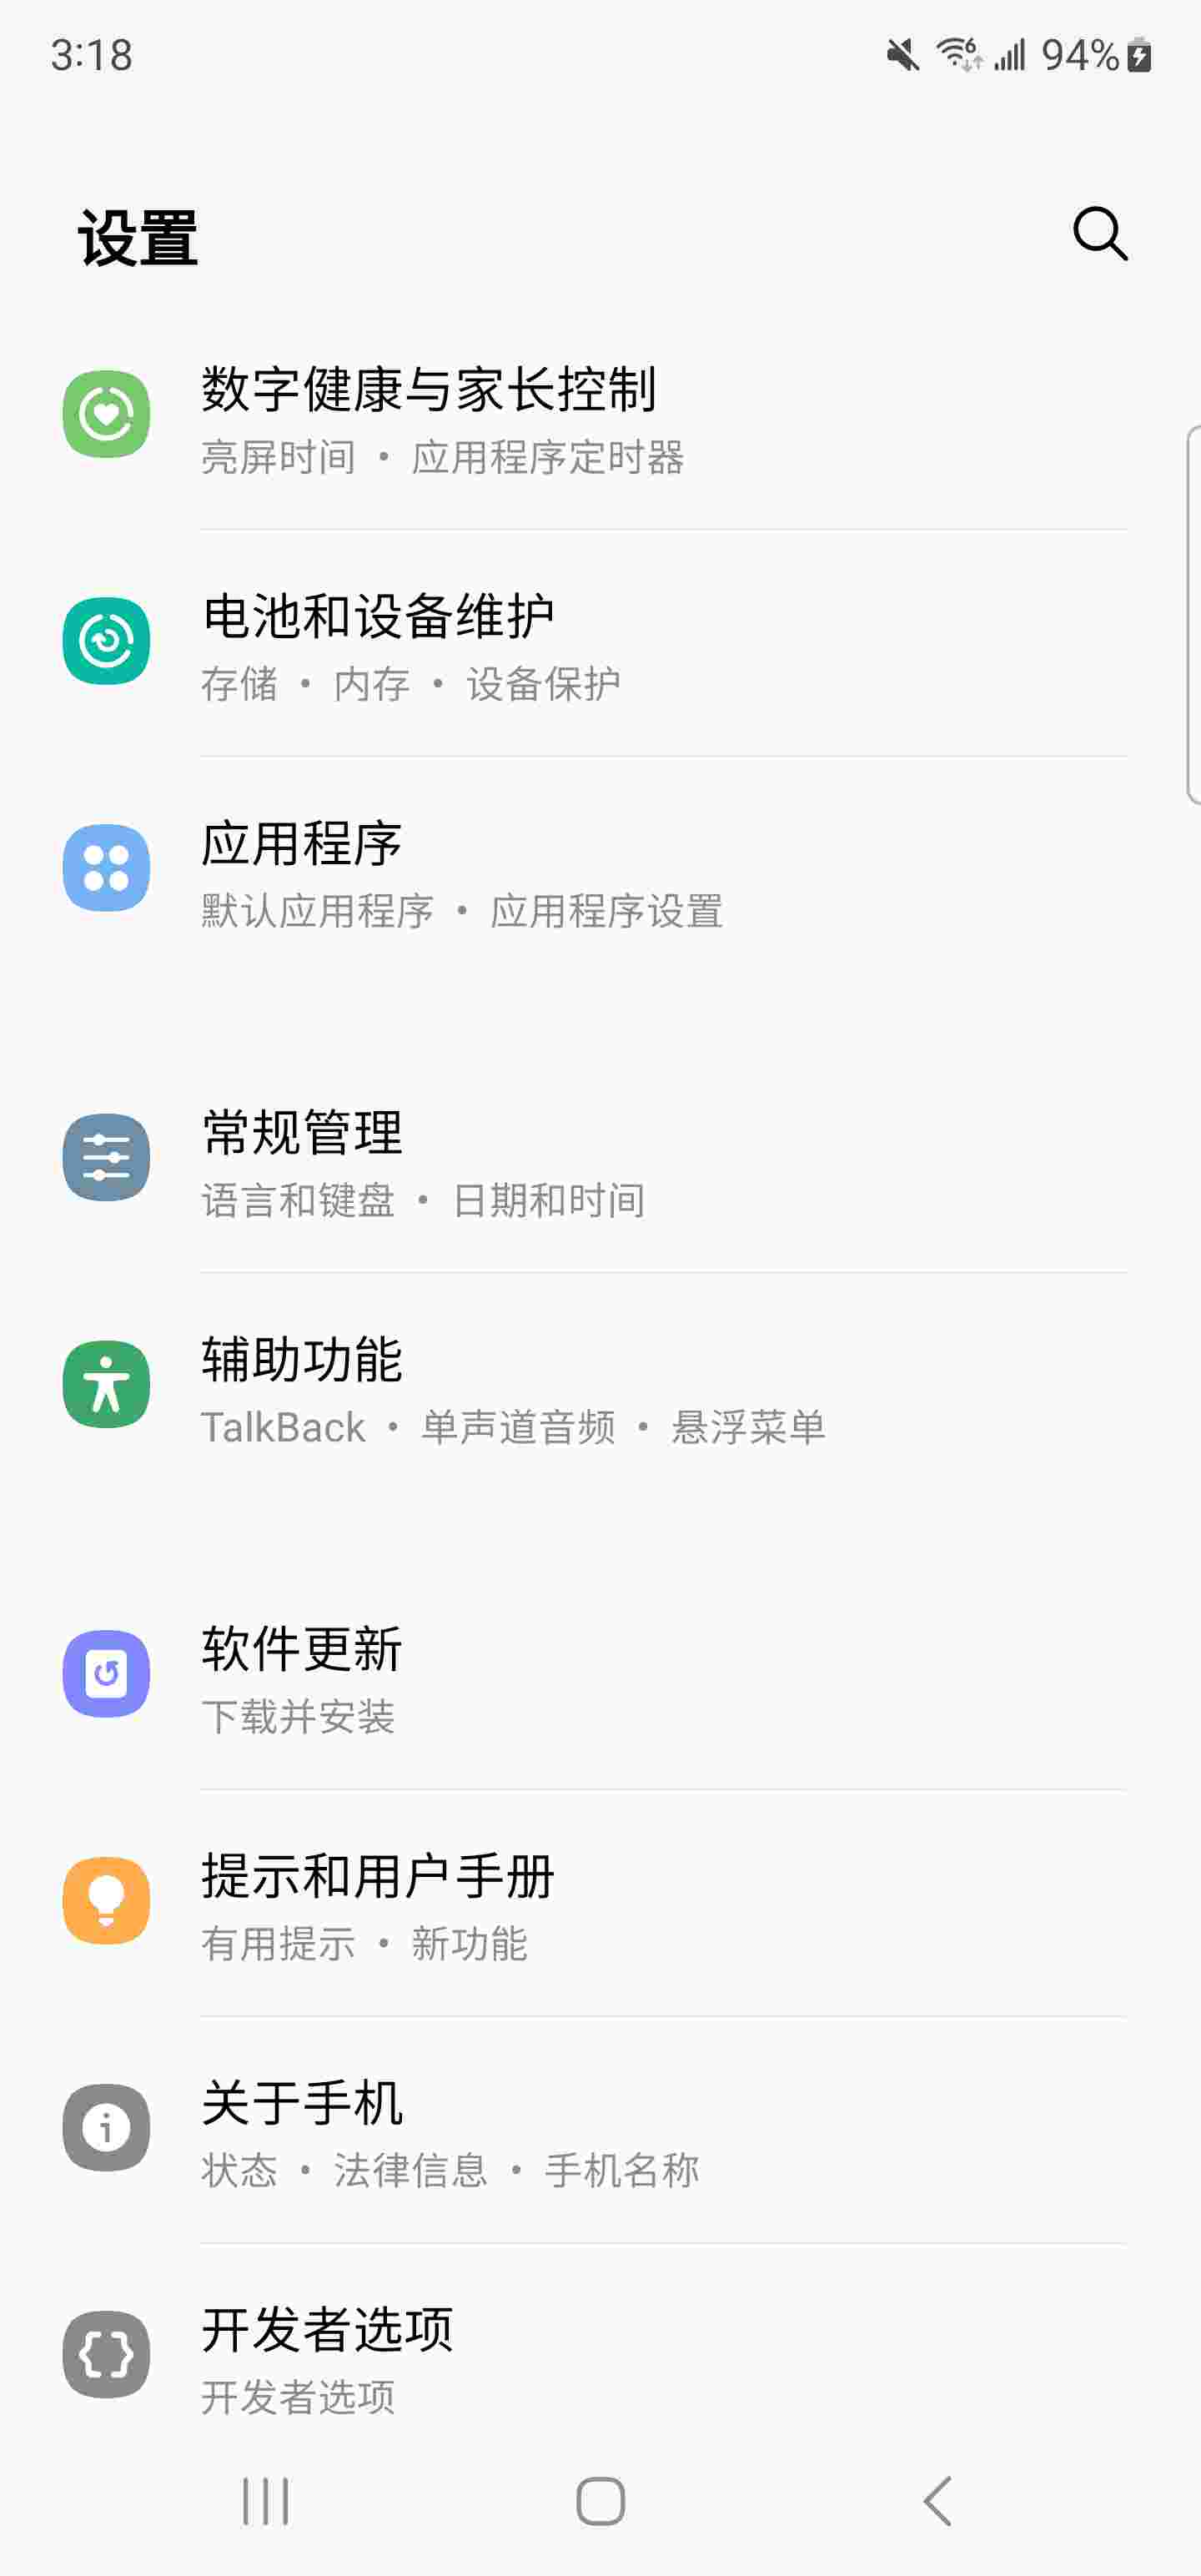 3:18
94%
设置
数字健康与家长控制
亮屏时间 • 应用程序定时器
电池和设备维护
存储 • 内存 • 设备保护
应用程序
默认应用程序 • 应用程序设置
常规管理
语言和键盘 • 日期和时间
辅助功能
TalkBack • 单声道音频 • 悬浮菜单
软件更新
下载并安装
提示和用户手册
有用提示 • 新功能
关于手机
状态 • 法律信息 • 手机名称
开发者选项
开发者选项